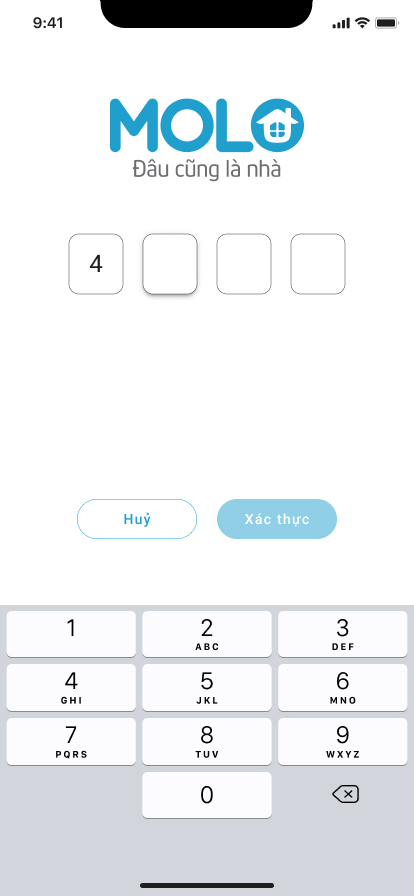 9:41
MOLO
Đâu cũng là nhà
4
Huỷ
Xác thực
1
2
ABC
3
DEF
4
GHI
5
JKL
6
MNO
7
PQRS
8
TUV
9
WXYZ
0